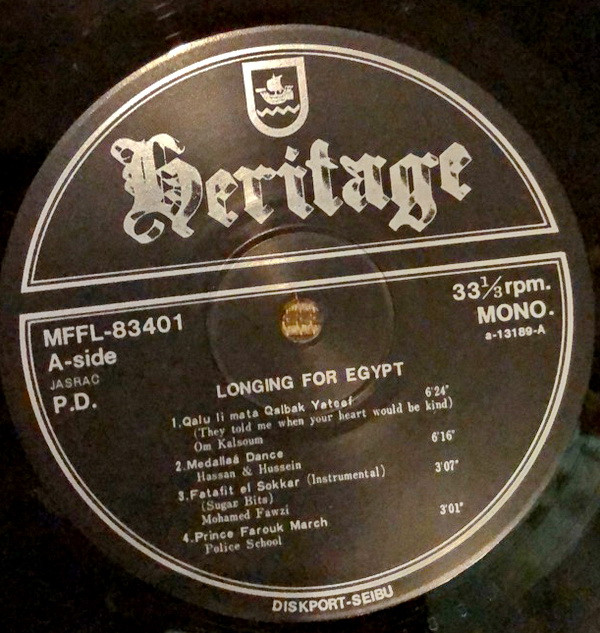 Heritage
MFFL-83401
A-side
JASRAC
P.D.
33⅓rpm.
MONO.
a-13189-A
LONGING FOR EGYPT
1.Qalu li mata Qalbak Yateef 6'24"
(They told me when your heart would be kind)
Om Kalsoum
2.Medallaá Dance 6'16"
Hassan & Hussein
3.Fatafit el Sokkar (Instrumental) 3'07"
(Sugar Bits)
Mohamed Fawzi
4.Prince Farouk March 3'01"
Police School
DISKPORT-SEIBU